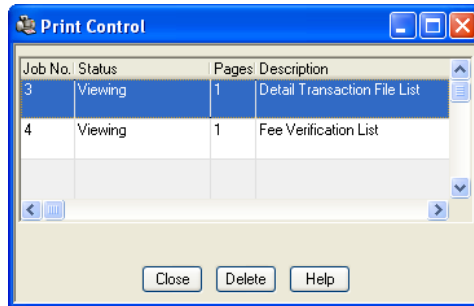 Print Control
Job No. Status Pages Description
3 Viewing 1 Detail Transaction File List
4 Viewing 1 Fee Verification List
Close Delete Help